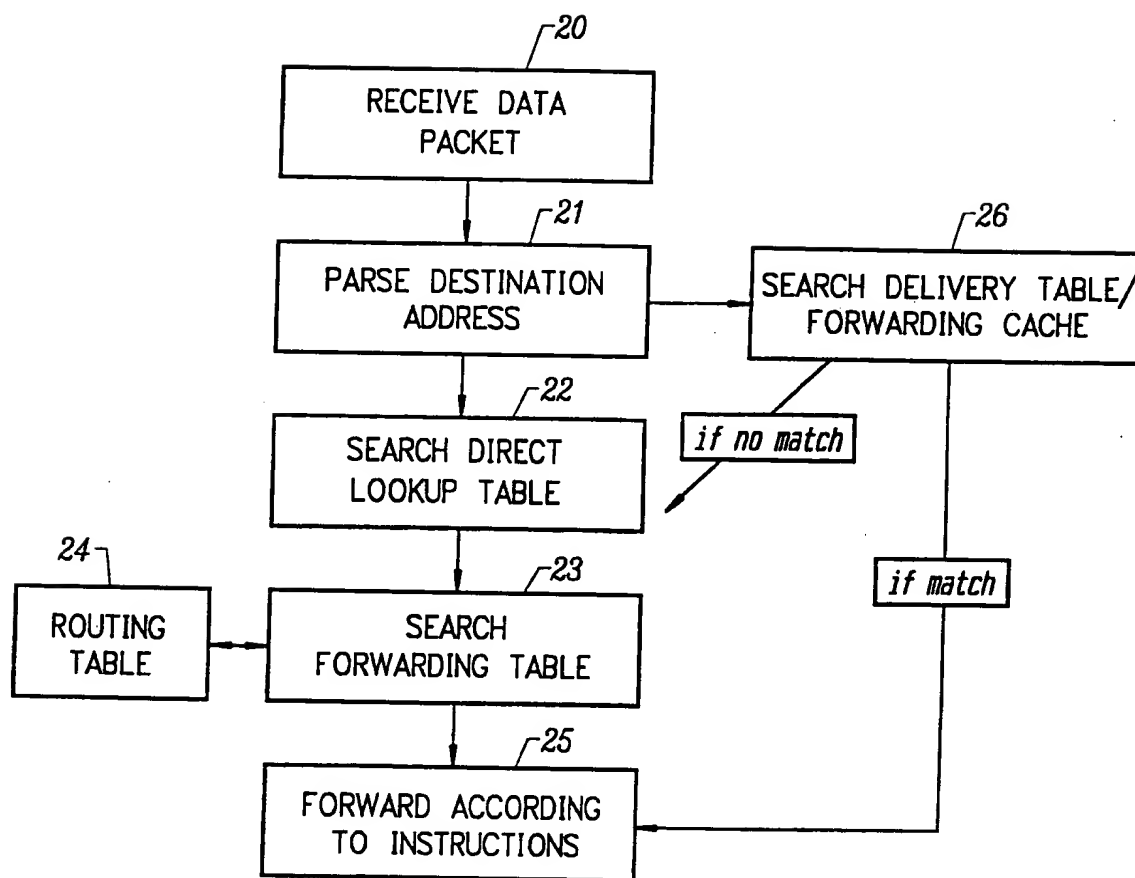 20
RECEIVE DATA
PACKET
21
PARSE DESTINATION
ADDRESS
26
SEARCH DELIVERY TABLE/
FORWARDING CACHE
22
SEARCH DIRECT
LOOKUP TABLE
if no match
24
ROUTING
TABLE
23
SEARCH
FORWARDING TABLE
if match
25
FORWARD ACCORDING
TO INSTRUCTIONS